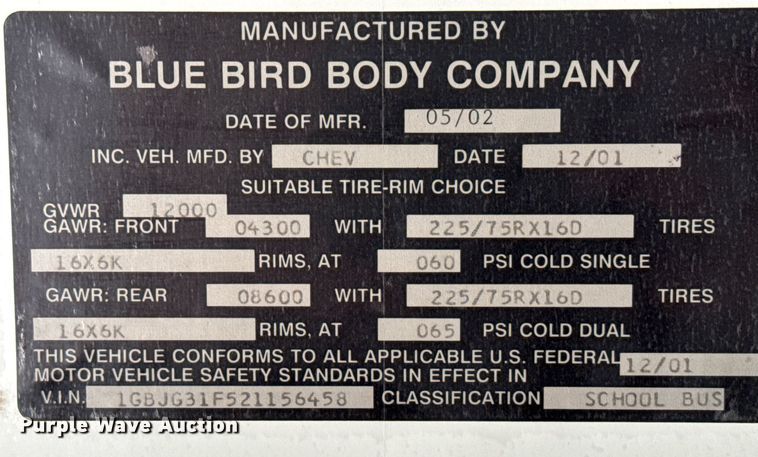 MANUFACTURED BY
BLUE BIRD BODY COMPANY
DATE OF MFR. 05/02
INC. VEH. MFD. BY CHEV DATE 12/01
SUITABLE TIRE-RIM CHOICE
GVWR 12000
GAWR: FRONT 04300 WITH 225/75RX16D TIRES
16X6K RIMS, AT 060 PSI COLD SINGLE
GAWR: REAR 08600 WITH 225/75RX16D TIRES
16X6K RIMS, AT 065 PSI COLD DUAL
THIS VEHICLE CONFORMS TO ALL APPLICABLE U.S. FEDERAL
MOTOR VEHICLE SAFETY STANDARDS IN EFFECT IN 12/01
V.I.N. 1GBJG31F521156458 CLASSIFICATION SCHOOL BUS
Purple Wave Auction